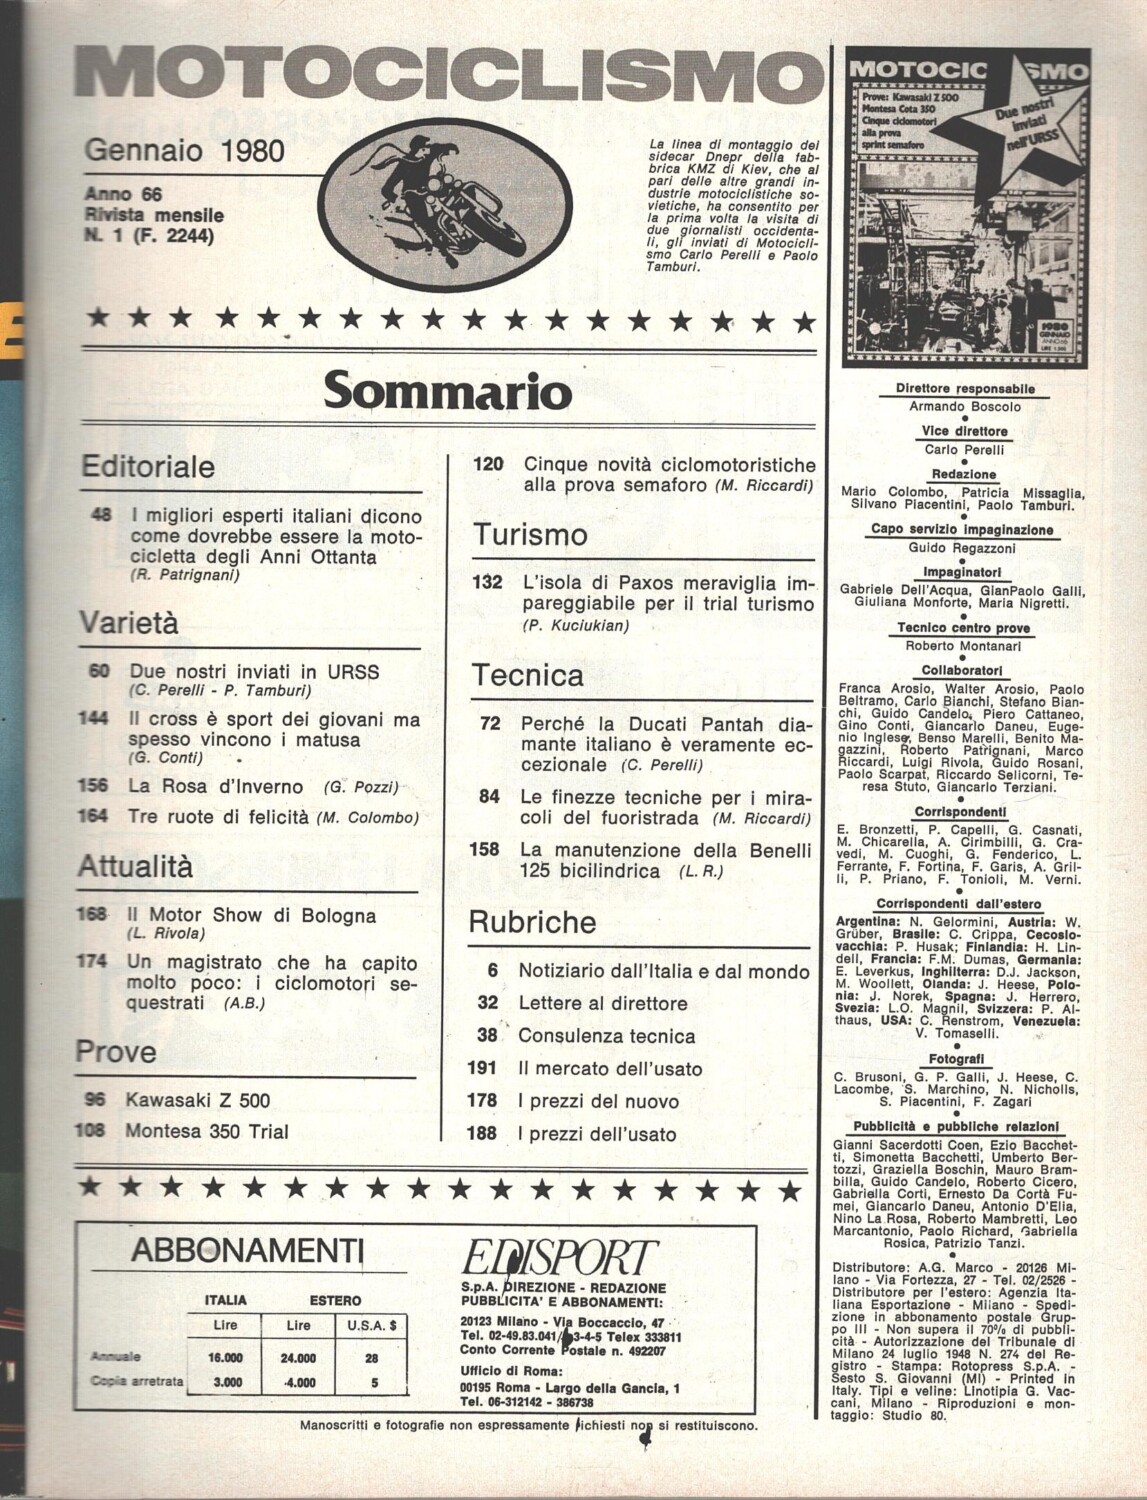 MOTOCICLISMO
Gennaio 1980
Anno 66
Rivista mensile
N. 1 (F. 2244)
La linea di montaggio del
sidecar Dnepr della fab-
brica KMZ di Kiev, che al
pari delle altre grandi in-
dustrie motociclistiche so-
vietiche, ha consentito per
la prima volta la visita di
due giornalisti occidenta-
li, gli inviati di Motocicli-
smo Carlo Perelli e Paolo
Tamburi.
Sommario
Editoriale
48 I migliori esperti italiani dicono
come dovrebbe essere la moto-
cicletta degli Anni Ottanta
(R. Patrignani)
Varietà
60 Due nostri inviati in URSS
(C. Perelli - P. Tamburi)
144 Il cross è sport dei giovani ma
spesso vincono i matusa
(G. Conti)
156 La Rosa d'Inverno (G. Pozzi)
164 Tre ruote di felicità (M. Colombo)
Attualità
168 Il Motor Show di Bologna
(L. Rivola)
174 Un magistrato che ha capito
molto poco: i ciclomotori se-
questrati (A.B.)
Prove
96 Kawasaki Z 500
108 Montesa 350 Trial
120 Cinque novità ciclomotoristiche
alla prova semaforo (M. Riccardi)
Turismo
132 L'isola di Paxos meraviglia im-
pareggiabile per il trial turismo
(P. Kuciukian)
Tecnica
72 Perché la Ducati Pantah dia-
mante italiano è veramente ec-
cezionale (C. Perelli)
84 Le finezze tecniche per i mira-
coli del fuoristrada (M. Riccardi)
158 La manutenzione della Benelli
125 bicilindrica (L.R.)
Rubriche
6 Notiziario dall'Italia e dal mondo
32 Lettere al direttore
38 Consulenza tecnica
191 Il mercato dell'usato
178 I prezzi del nuovo
188 I prezzi dell'usato
ABBONAMENTI
ITALIA ESTERO
Lire Lire U.S.A. $
Annuale 16.000 24.000 28
Copia arretrata 3.000 4.000 5
EDISPORT
S.p.A. DIREZIONE - REDAZIONE
PUBBLICITA' E ABBONAMENTI:
20123 Milano - Via Boccaccio, 47
Tel. 02-49.83.041/ 3-4-5 Telex 333811
Conto Corrente Postale n. 492207
Ufficio di Roma:
00195 Roma - Largo della Gancia, 1
Tel. 06-312142 - 386738
Manoscritti e fotografie non espressamente richiesti non si restituiscono.
MOTOCIC SMO
Prove: Kawasaki Z 500
Montesa Cota 350
Cinque ciclomotori
alla prova
sprint semaforo
Due nostri
inviati
nell'URSS
1980
GENNAIO
ANNO 66
Direttore responsabile
Armando Boscolo
Vice direttore
Carlo Perelli
Redazione
Mario Colombo, Patricia Missaglia,
Silvano Piacentini, Paolo Tamburi.
Capo servizio impaginazione
Guido Regazzoni
Impaginatori
Gabriele Dell'Acqua, GianPaolo Galli,
Giuliana Monforte, Maria Nigretti.
Tecnico centro prove
Roberto Montanari
Collaboratori
Franca Arosio, Walter Arosio, Paolo
Beltramo, Carlo Bianchi, Stefano Bian-
chi, Guido Candelo, Piero Cattaneo,
Gino Conti, Giancarlo Daneu, Euge-
nio Inglese, Benso Marelli, Benito Ma-
gazzini, Roberto Patrignani, Marco
Riccardi, Luigi Rivola, Guido Rosani,
Paolo Scarpat, Riccardo Selicorni, Te-
resa Stuto, Giancarlo Terziani.
Corrispondenti
E. Bronzetti, P. Capelli, G. Casnati,
M. Chicarella, A. Cirimbilli, G. Cra-
vedi, M. Cuoghi, G. Fenderico, L.
Ferrante, F. Fortina, F. Garis, A. Gril-
li, P. Priano, F. Tonioli, M. Verni.
Corrispondenti dall'estero
Argentina: N. Gelormini, Austria: W.
Grüber, Brasile: C. Crippa, Cecoslo-
vacchia: P. Husak; Finlandia: H. Lin-
dell, Francia: F.M. Dumas, Germania:
E. Leverkus, Inghilterra: D.J. Jackson,
M. Woollett, Olanda: J. Heese, Polo-
nia: J. Norek, Spagna: J. Herrero,
Svezia: L.O. Magnil, Svizzera: P. Al-
thaus, USA: C. Renstrom, Venezuela:
V. Tomaselli.
Fotografi
C. Brusoni, G. P. Galli, J. Heese, C.
Lacombe, S. Marchino, N. Nicholls,
S. Piacentini, F. Zagari
Pubblicità e pubbliche relazioni
Gianni Sacerdotti Coen, Ezio Bacchet-
ti, Simonetta Bacchetti, Umberto Ber-
tozzi, Graziella Boschin, Mauro Bram-
billa, Guido Candelo, Roberto Cicero,
Gabriella Corti, Ernesto Da Cortà Fu-
mei, Giancarlo Daneu, Antonio D'Elia,
Nino La Rosa, Roberto Mambretti, Leo
Marcantonio, Paolo Richard, Gabriella
Rosica, Patrizio Tanzi.
Distributore: A.G. Marco - 20126 Mi-
lano - Via Fortezza, 27 - Tel. 02/2526 -
Distributore per l'estero: Agenzia Ita-
liana Esportazione - Milano - Spedi-
zione in abbonamento postale Grup-
po III - Non supera il 70% di pubbli-
cità - Autorizzazione del Tribunale di
Milano 24 luglio 1948 N. 274 del Re-
gistro - Stampa: Rotopress S.p.A. -
Sesto S. Giovanni (MI) - Printed in
Italy. Tipi e veline: Linotipia G. Vac-
cani, Milano - Riproduzioni e mon-
taggio: Studio 80.